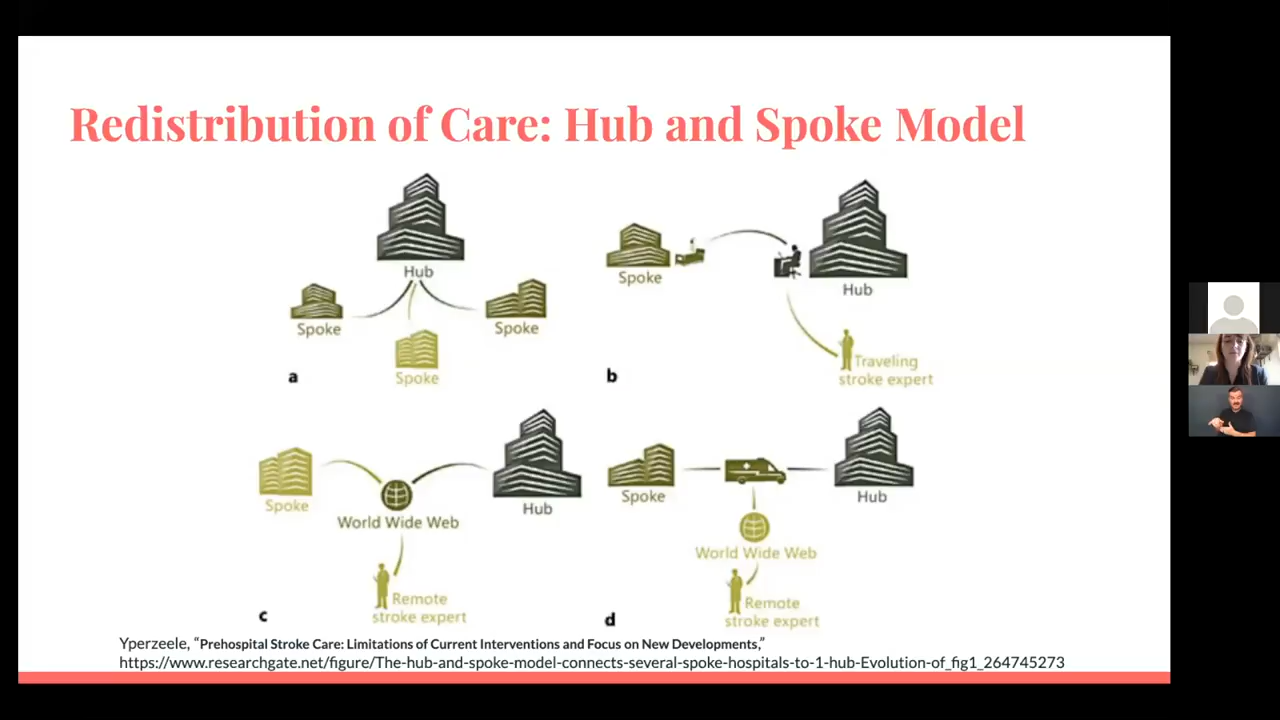 Redistribution of Care: Hub and Spoke Model
Hub
Spoke
Spoke
Spoke
a
Spoke
Hub
Traveling
stroke expert
b
Spoke
World Wide Web
Hub
Remote
stroke expert
c
Spoke
Hub
World Wide Web
Remote
stroke expert
d
Yperzeele, “Prehospital Stroke Care: Limitations of Current Interventions and Focus on New Developments,”
https://www.researchgate.net/figure/The-hub-and-spoke-model-connects-several-spoke-hospitals-to-1-hub-Evolution-of_fig1_264745273